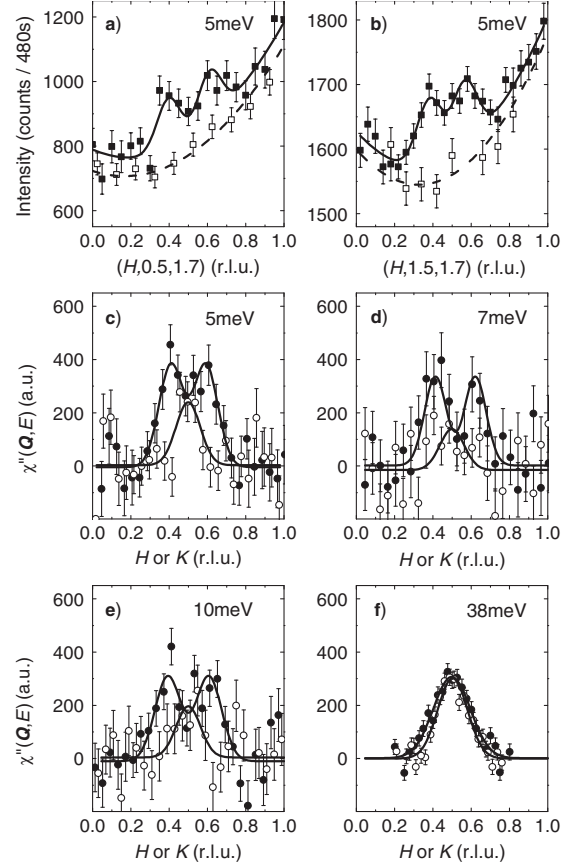 a)
5meV
Intensity (counts / 480s)
1200
1000
800
600
0.0 0.2 0.4 0.6 0.8 1.0
(H,0.5,1.7) (r.l.u.)
b)
5meV
1800
1700
1600
1500
0.0 0.2 0.4 0.6 0.8 1.0
(H,1.5,1.7) (r.l.u.)
c)
5meV
χ"(Q,E) (a.u.)
600
400
200
0
0.0 0.2 0.4 0.6 0.8 1.0
H or K (r.l.u.)
d)
7meV
600
400
200
0
0.0 0.2 0.4 0.6 0.8 1.0
H or K (r.l.u.)
e)
10meV
χ"(Q,E) (a.u.)
600
400
200
0
0.0 0.2 0.4 0.6 0.8 1.0
H or K (r.l.u.)
f)
38meV
600
400
200
0
0.0 0.2 0.4 0.6 0.8 1.0
H or K (r.l.u.)